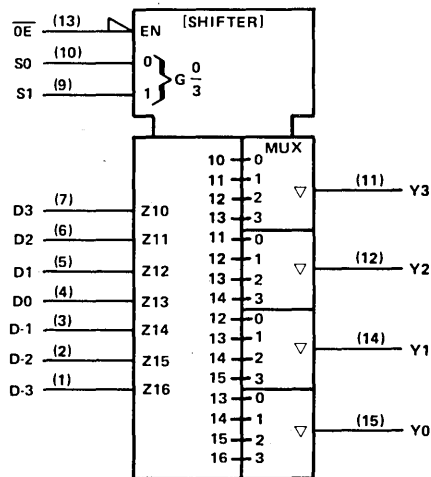 [SHIFTER]
OE (13) EN
S0 (10) 0
G 0/3
S1 (9) 1
MUX
10 0
11 1
12 2
13 3
(11) Y3
D3 (7) Z10
D2 (6) Z11
D1 (5) Z12
D0 (4) Z13
D-1 (3) Z14
D-2 (2) Z15
D-3 (1) Z16
11 0
12 1
13 2
14 3
(12) Y2
12 0
13 1
14 2
15 3
(14) Y1
13 0
14 1
15 2
16 3
(15) Y0